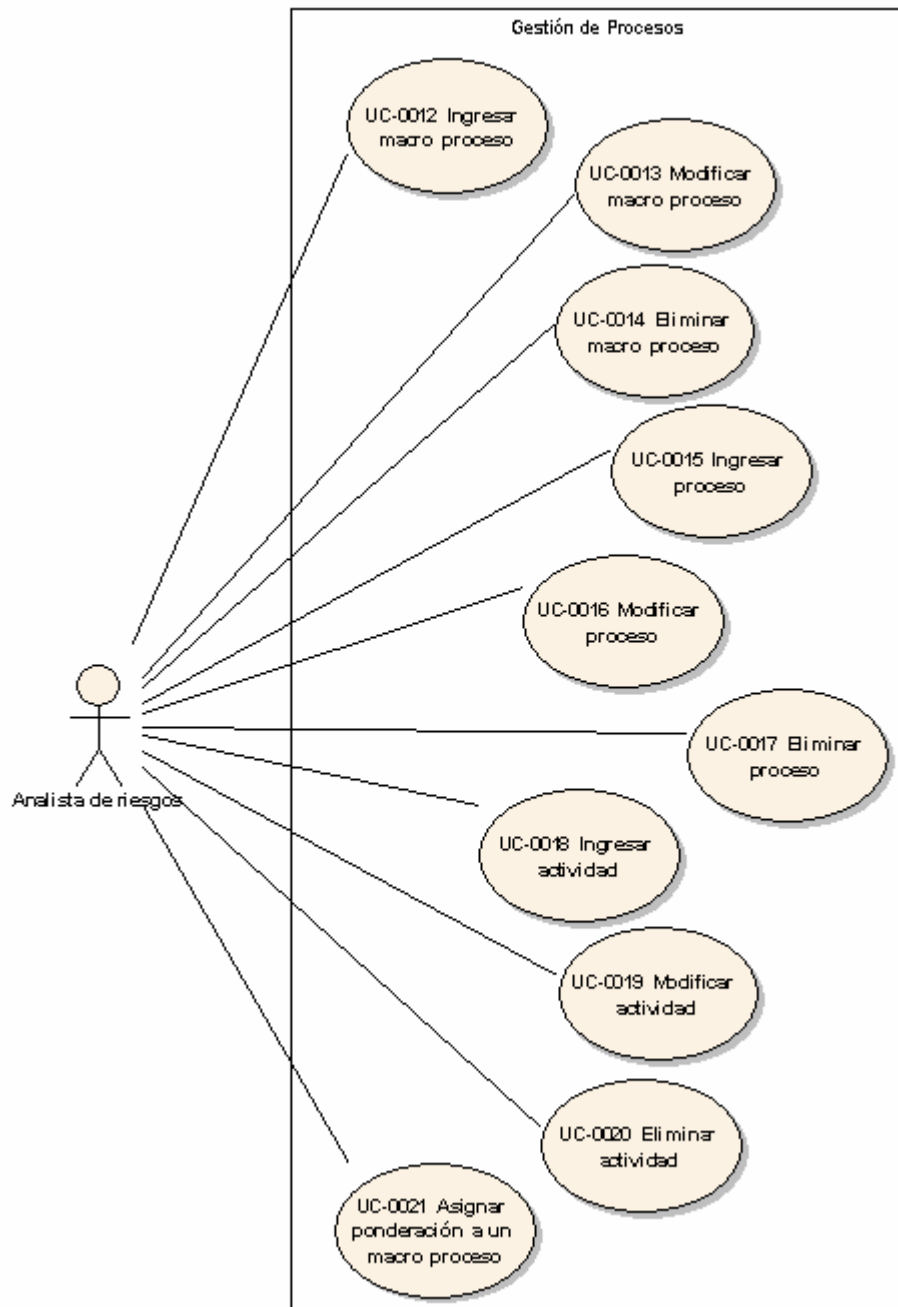 Gestión de Procesos
UC-0012 Ingresar
macro proceso
UC-0013 Modificar
macro proceso
UC-0014 Eliminar
macro proceso
UC-0015 Ingresar
proceso
UC-0016 Modificar
proceso
UC-0017 Eliminar
proceso
Analista de riesgos
UC-0018 Ingresar
actividad
UC-0019 Modificar
actividad
UC-0020 Eliminar
actividad
UC-0021 Asignar
ponderación a un
macro proceso